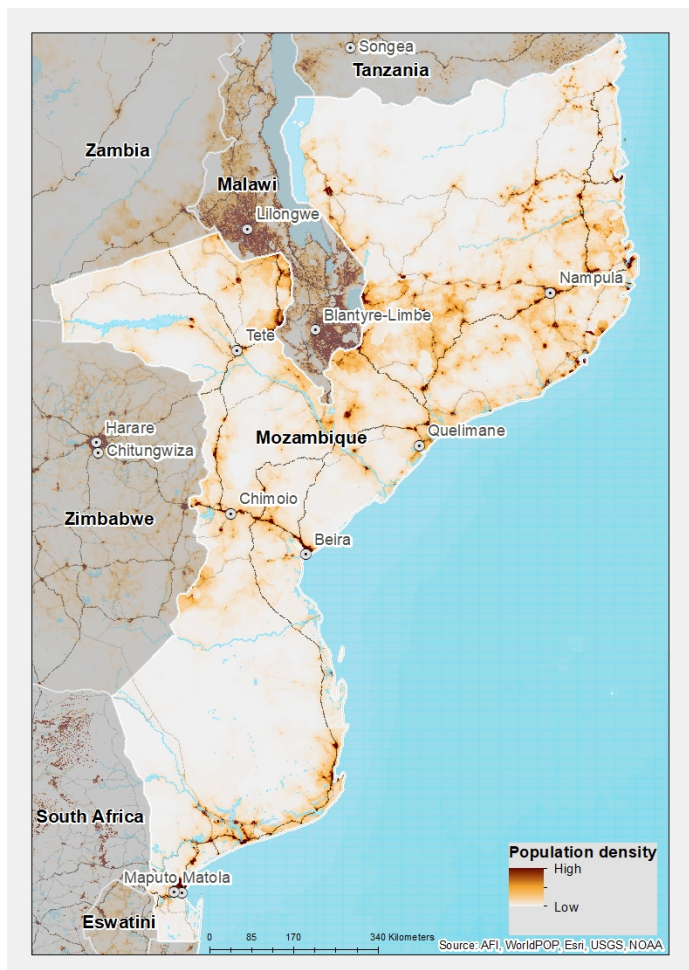 Songea
Tanzania
Zambia
Malawi
Lilongwe
Nampula
Blantyre-Limbe
Tete
Harare
Chitungwiza
Mozambique
Quelimane
Chimoio
Zimbabwe
Beira
South Africa
Maputo Matola
Eswatini
Population density
High
Low
0 85 170 340 Kilometers
Source: AFI, WorldPOP, Esri, USGS, NOAA